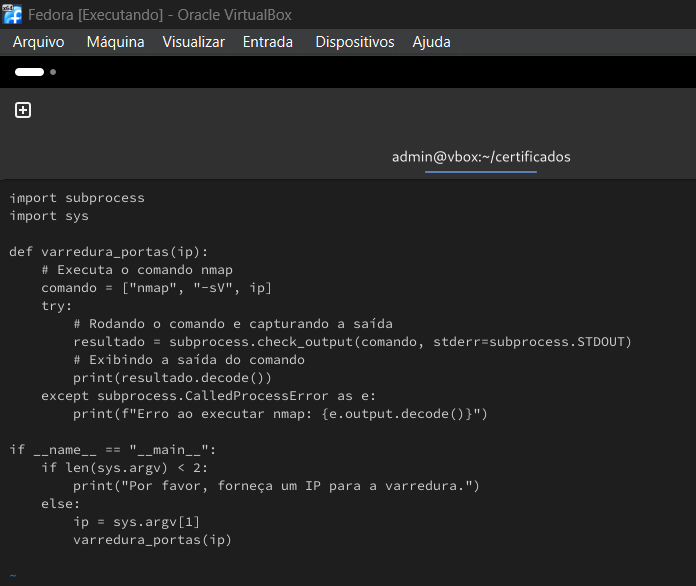 Fedora [Executando] - Oracle VirtualBox
Arquivo Máquina Visualizar Entrada Dispositivos Ajuda
admin@vbox:~/certificados
import subprocess
import sys

def varredura_portas(ip):
    # Executa o comando nmap
    comando = ["nmap", "-sV", ip]
    try:
        # Rodando o comando e capturando a saída
        resultado = subprocess.check_output(comando, stderr=subprocess.STDOUT)
        # Exibindo a saída do comando
        print(resultado.decode())
    except subprocess.CalledProcessError as e:
        print(f"Erro ao executar nmap: {e.output.decode()}")

if __name__ == "__main__":
    if len(sys.argv) < 2:
        print("Por favor, forneça um IP para a varredura.")
    else:
        ip = sys.argv[1]
        varredura_portas(ip)

~